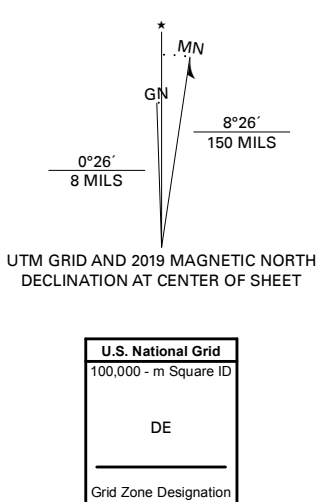 ★
MN
GN
8°26´
150 MILS
0°26´
8 MILS
UTM GRID AND 2019 MAGNETIC NORTH
DECLINATION AT CENTER OF SHEET
U.S. National Grid
100,000 - m Square ID
DE
Grid Zone Designation